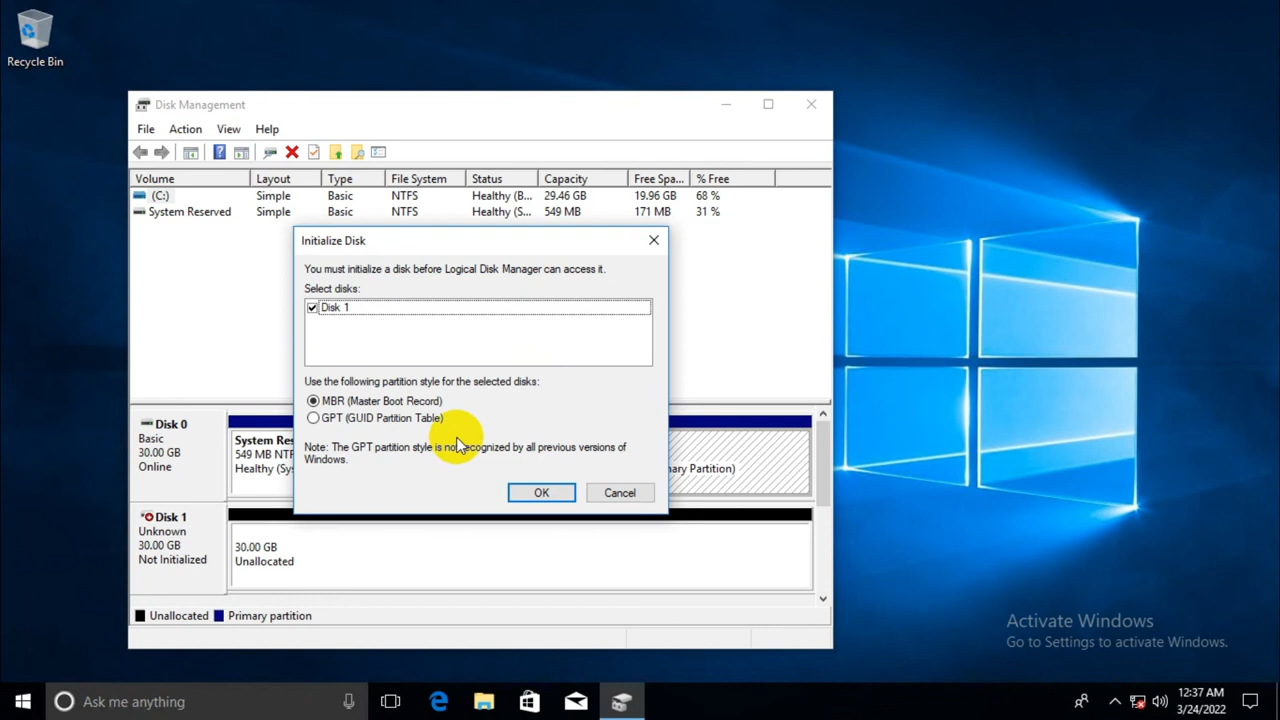 Recycle Bin
Disk Management
File Action View Help
Volume Layout Type File System Status Capacity Free Spa... % Free
(C:) Simple Basic NTFS Healthy (B... 29.46 GB 19.96 GB 68 %
System Reserved Simple Basic NTFS Healthy (S... 549 MB 171 MB 31 %
Initialize Disk
You must initialize a disk before Logical Disk Manager can access it.
Select disks:
Disk 1
Use the following partition style for the selected disks:
MBR (Master Boot Record)
GPT (GUID Partition Table)
Note: The GPT partition style is not recognized by all previous versions of
Windows.
OK Cancel
Disk 0
Basic
30.00 GB
Online
System Res
549 MB NTF
Healthy (Sy
ary Partition)
Disk 1
Unknown
30.00 GB
Not Initialized
30.00 GB
Unallocated
Unallocated Primary partition
Activate Windows
Go to Settings to activate Windows.
Ask me anything
12:37 AM
3/24/2022